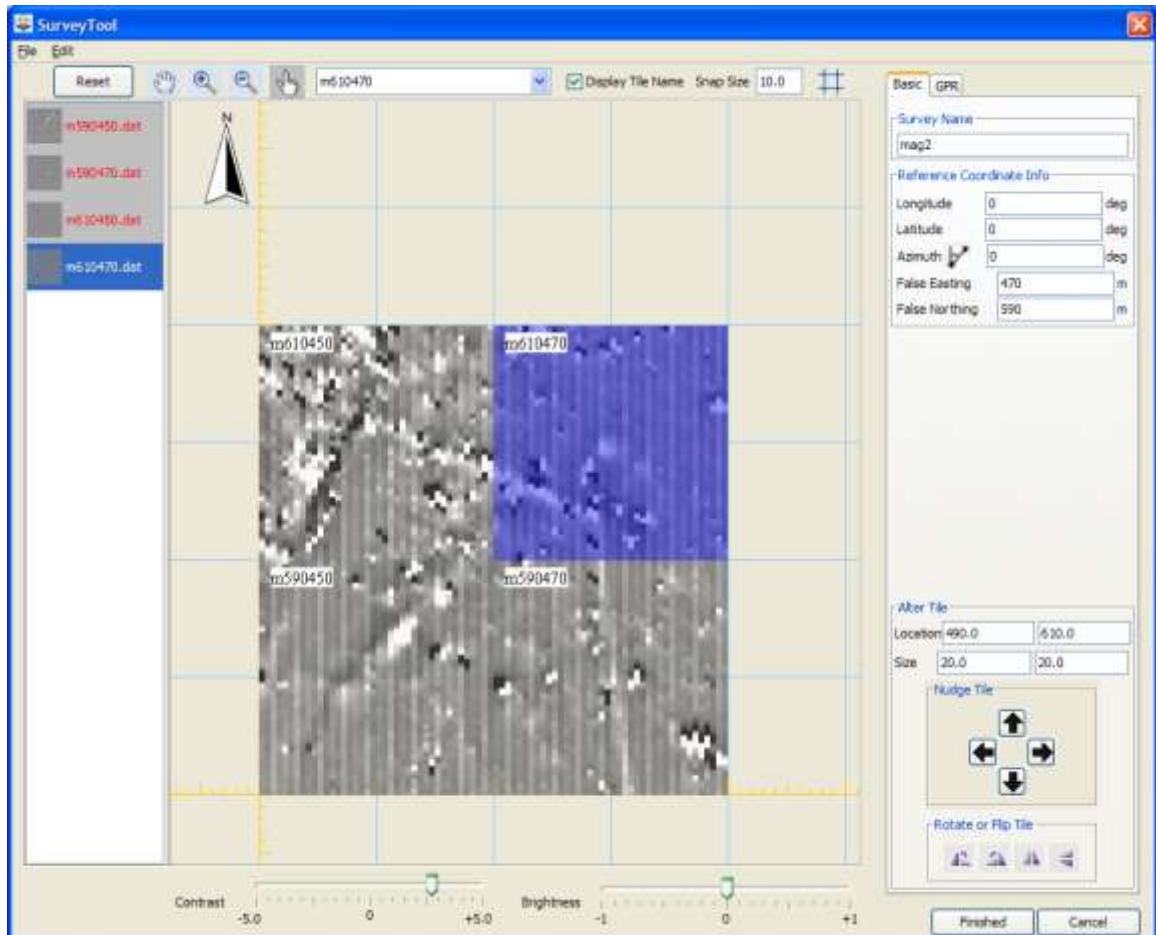 SurveyTool
File Edit
Reset m610470 Display Tile Name Snap Size 10.0
Basic GPR
m590450.dat
m590470.dat
m610450.dat
m610470.dat
N
Survey Name
mag2
Reference Coordinate Info
Longitude 0 deg
Latitude 0 deg
Azimuth 0 deg
False Easting 470 m
False Northing 590 m
m610450 m610470
m590450 m590470
Alter Tile
Location 490.0 610.0
Size 20.0 20.0
Nudge Tile
Rotate or Flip Tile
Contrast -5.0 0 +5.0
Brightness -1 0 +1
Finished Cancel